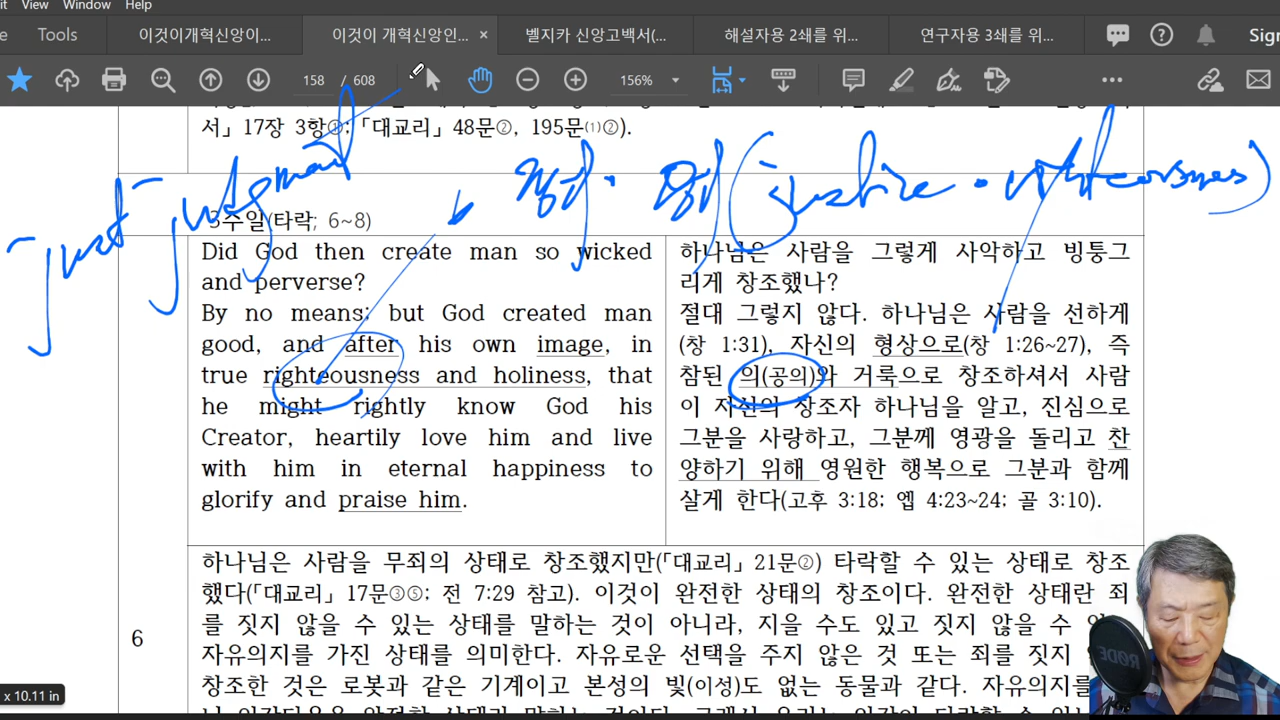 it View Window Help
Tools 이것이개혁신앙이... 이것이 개혁신앙인... × 벨지카 신앙고백서(... 해설자용 2쇄를 위... 연구자용 3쇄를 위... Sign
158 / 608 156%
서」 17장 3항①:「대교리」 48문②, 195문⑴②).
just judgment
(justice · righteousness)
3주일(타락; 6~8)
Did God then create man so wicked
and perverse?
By no means; but God created man
good, and after his own image, in
true righteousness and holiness, that
he might rightly know God his
Creator, heartily love him and live
with him in eternal happiness to
glorify and praise him.
하나님은 사람을 그렇게 사악하고 빙퉁그
리게 창조했나?
절대 그렇지 않다. 하나님은 사람을 선하게
(창 1:31), 자신의 형상으로(창 1:26~27), 즉
참된 의(공의)와 거룩으로 창조하셔서 사람
이 자신의 창조자 하나님을 알고, 진심으로
그분을 사랑하고, 그분께 영광을 돌리고 찬
양하기 위해 영원한 행복으로 그분과 함께
살게 한다(고후 3:18; 엡 4:23~24; 골 3:10).
6
하나님은 사람을 무죄의 상태로 창조했지만(「대교리」 21문②) 타락할 수 있는 상태로 창조
했다(「대교리」 17문③⑤: 전 7:29 참고). 이것이 완전한 상태의 창조이다. 완전한 상태란 죄
를 짓지 않을 수 있는 상태를 말하는 것이 아니라, 지을 수도 있고 짓지 않을 수
자유의지를 가진 상태를 의미한다. 자유로운 선택을 주지 않은 것 또는 죄를 짓지
창조한 것은 로봇과 같은 기계이고 본성의 빛(이성)도 없는 동물과 같다. 자유의지를
x 10.11 in
RØDE